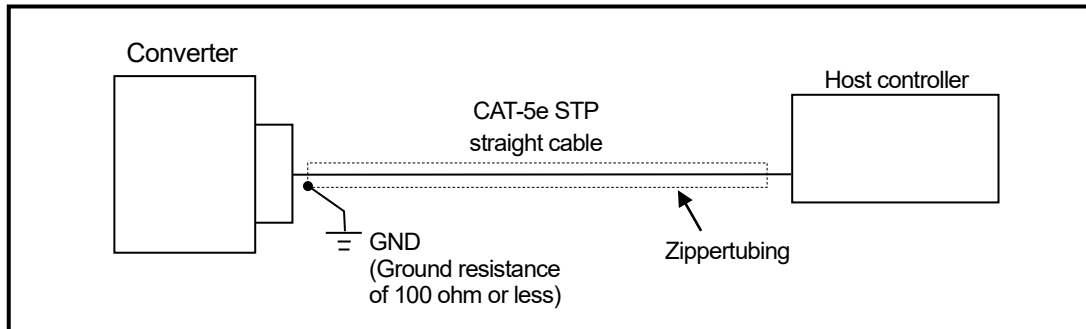 Converter
Host controller
CAT-5e STP
straight cable
GND
(Ground resistance
of 100 ohm or less)
Zippertubing